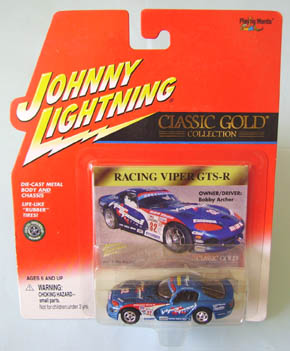 Playing Mantis
JOHNNY
LIGHTNING
CLASSIC GOLD®
COLLECTION
RACING VIPER GTS-R
DIE-CAST METAL
BODY AND
CHASSIS
LIFE-LIKE
"RUBBER"
TIRES!
OWNER/DRIVER:
Bobby Archer
32
CLASSIC GOLD
AGES 5 AND UP
WARNING:
CHOKING HAZARD-
small parts.
Not for children under 3 yrs.